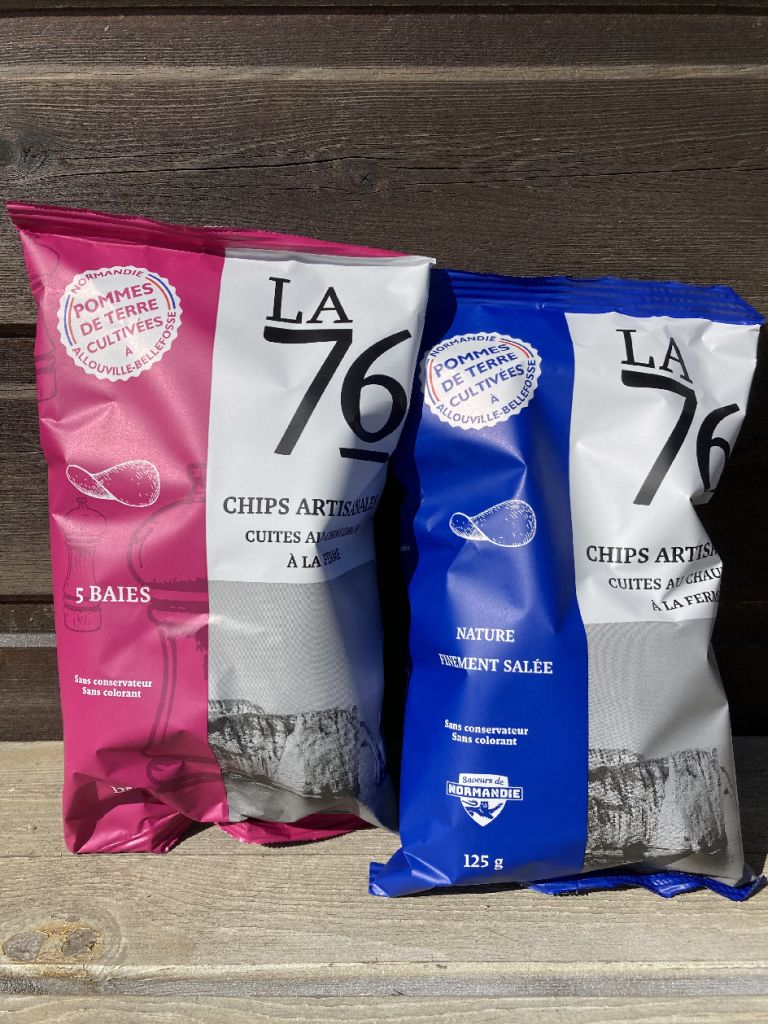 NORMANDIE
POMMES
DE TERRE
CULTIVÉES
À
ALLOUVILLE-BELLEFOSSE
LA
76
CHIPS ARTISANALES
CUITES AU CHAUDRON
À LA FERME
5 BAIES
Sans conservateur
Sans colorant
NORMANDIE
POMMES
DE TERRE
CULTIVÉES
À
ALLOUVILLE-BELLEFOSSE
LA
76
CHIPS ARTISA
CUITES AU CHAU
À LA FERM
NATURE
FINEMENT SALÉE
Sans conservateur
Sans colorant
Saveurs de
NORMANDIE
125 g